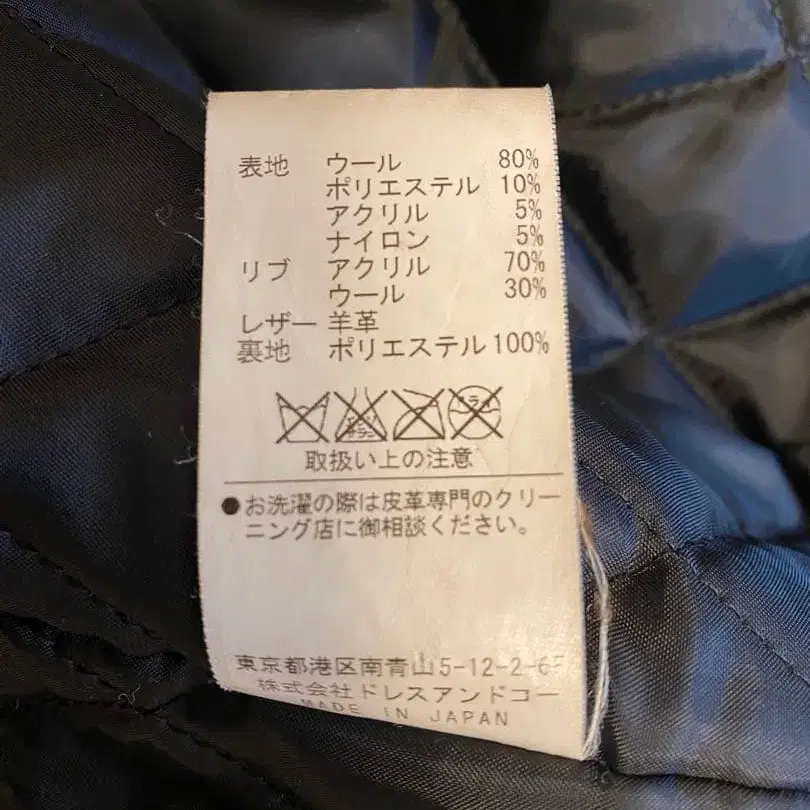 表地 ウール 80%
ポリエステル 10%
アクリル 5%
ナイロン 5%
リブ アクリル 70%
ウール 30%
レザー 羊革
裏地 ポリエステル 100%
取扱い上の注意
●お洗濯の際は皮革専門のクリー
ニング店に御相談ください。
東京都港区南青山5-12-2-6F
株式会社ドレスアンドコー
MADE IN JAPAN